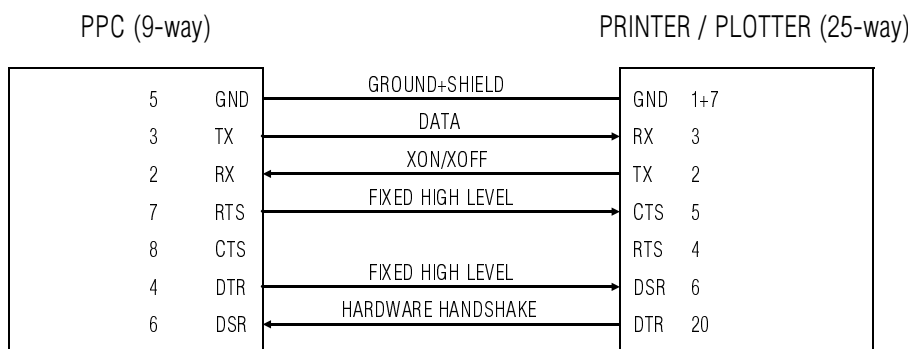 PPC (9-way) PRINTER / PLOTTER (25-way)
5 GND GROUND+SHIELD GND 1+7
3 TX DATA RX 3
2 RX XON/XOFF TX 2
7 RTS FIXED HIGH LEVEL CTS 5
8 CTS RTS 4
4 DTR FIXED HIGH LEVEL DSR 6
6 DSR HARDWARE HANDSHAKE DTR 20